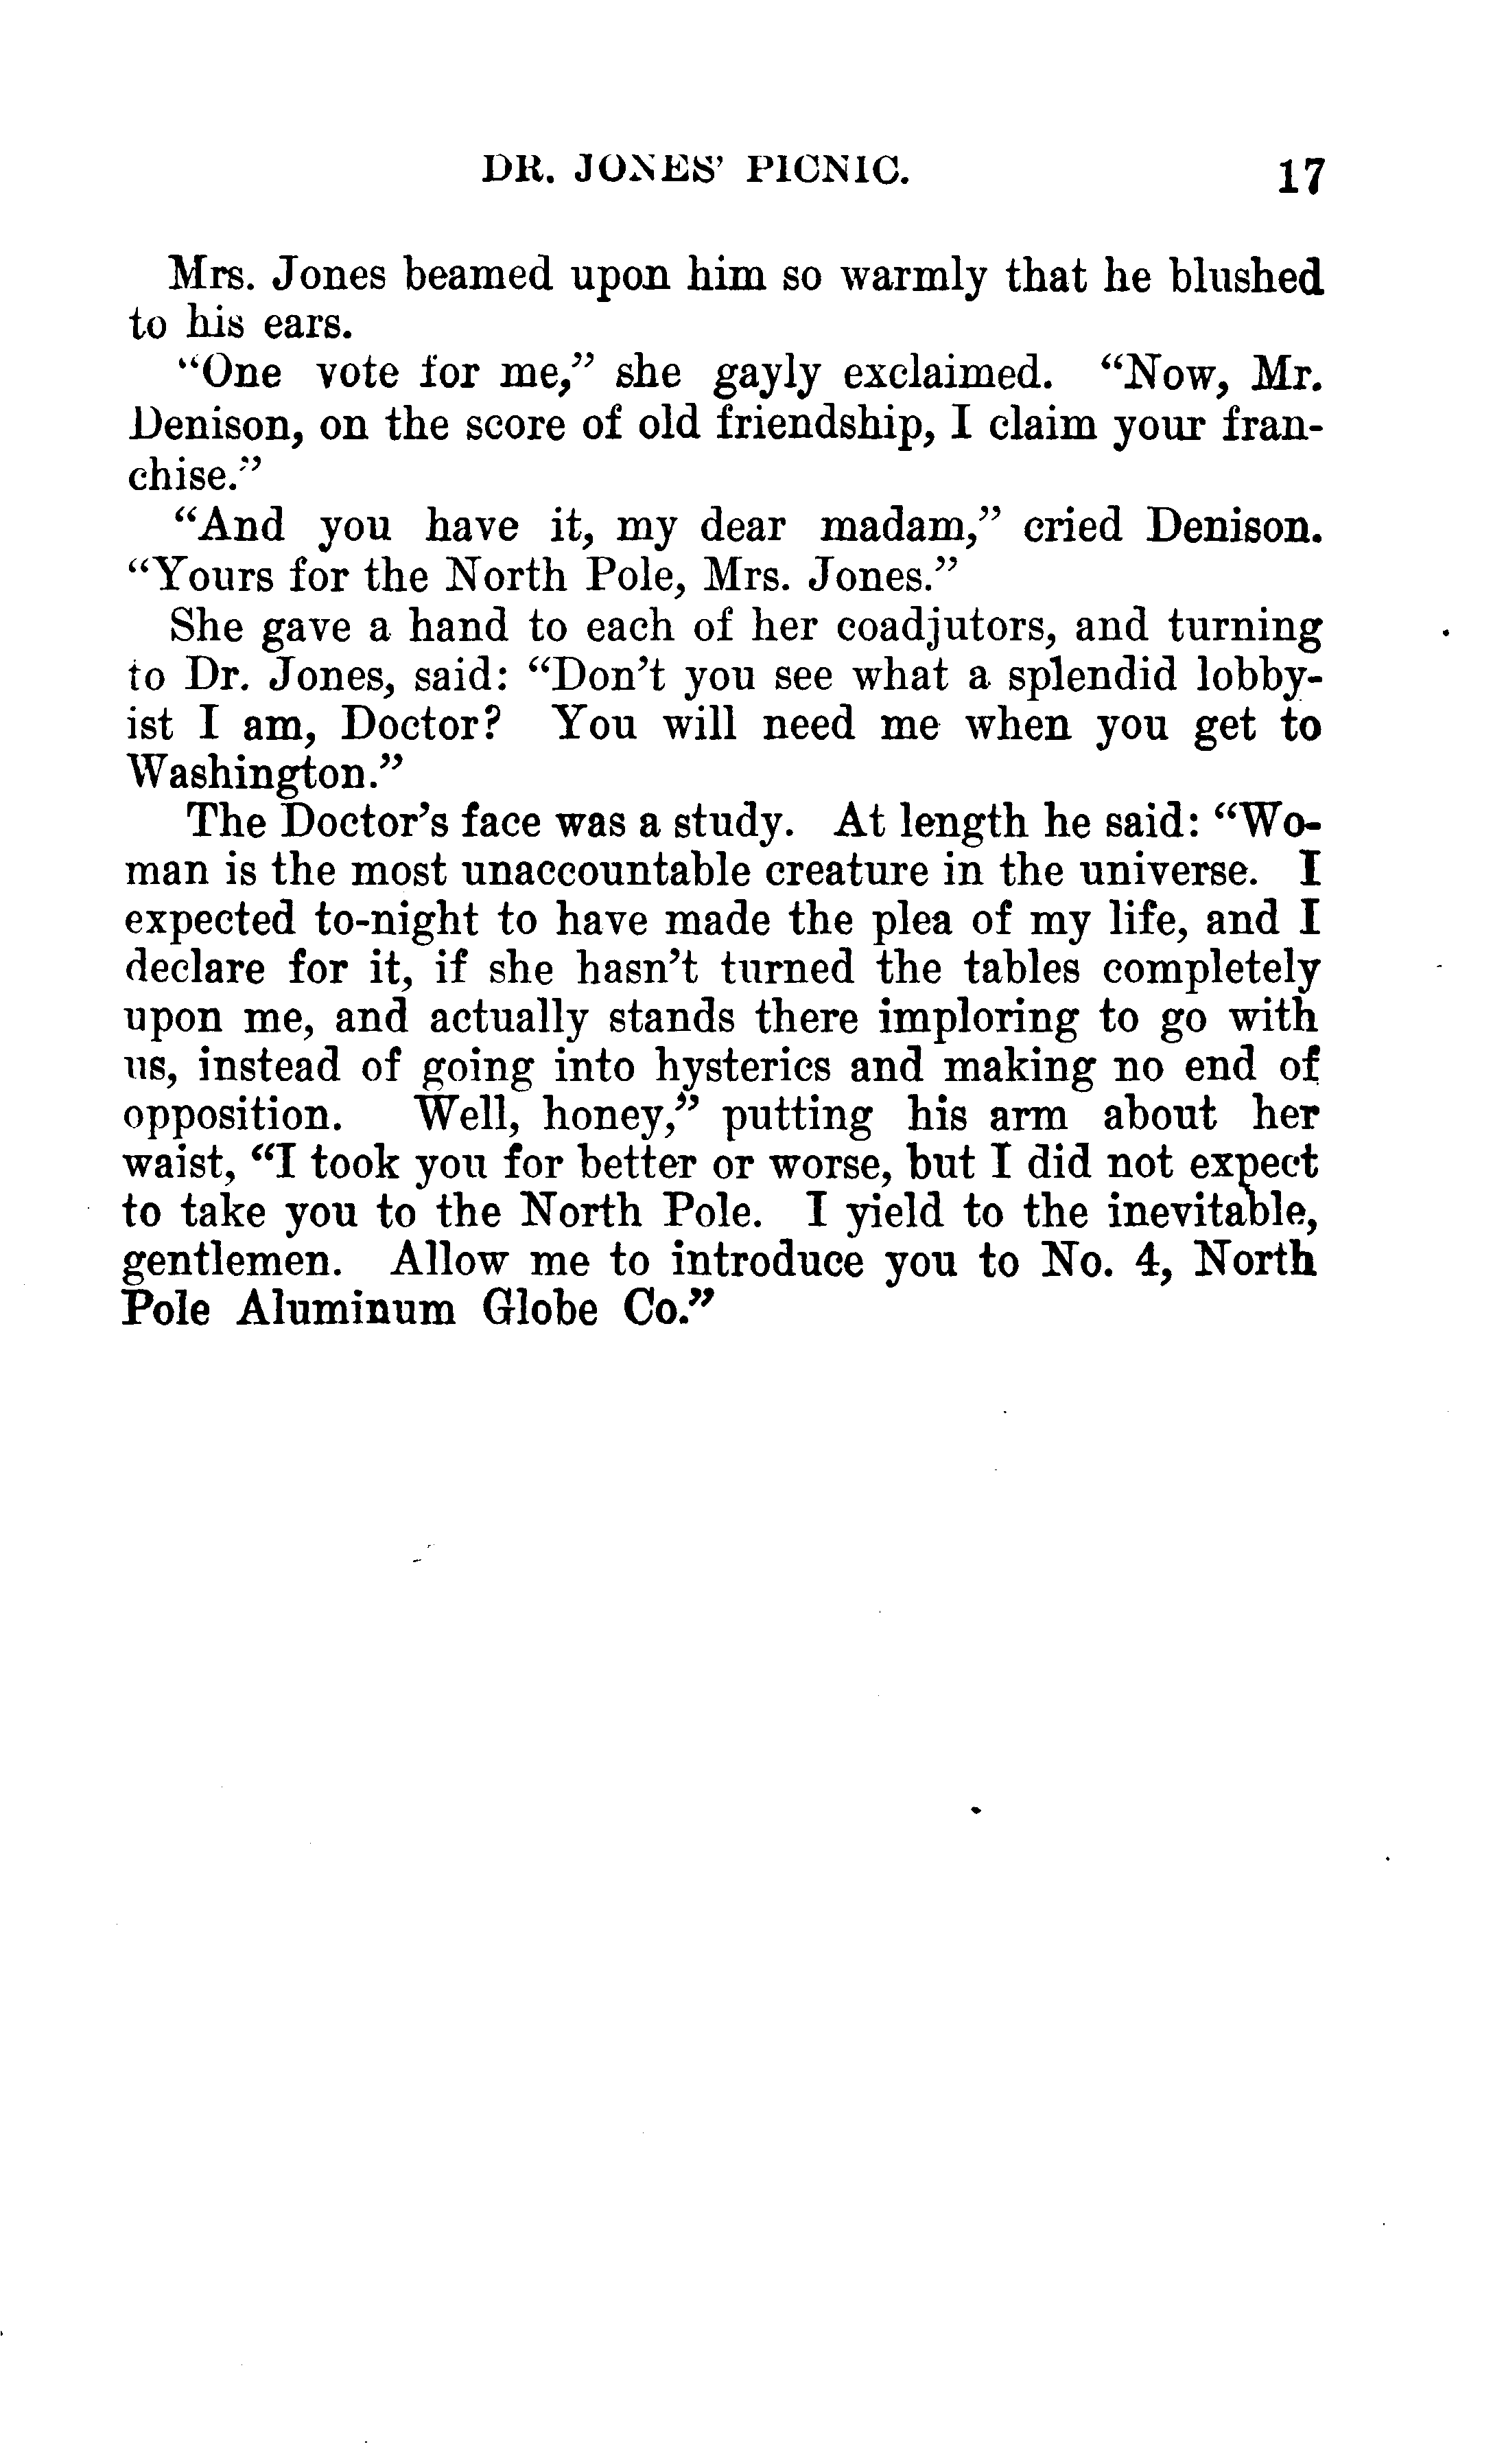 DR. JONES' PICNIC. 17
Mrs. Jones beamed upon him so warmly that he blushed
to his ears.
“One vote for me,” she gayly exclaimed. “Now, Mr.
Denison, on the score of old friendship, I claim your fran-
chise.”
“And you have it, my dear madam,” cried Denison.
“Yours for the North Pole, Mrs. Jones.”
She gave a hand to each of her coadjutors, and turning
to Dr. Jones, said: “Don’t you see what a splendid lobby-
ist I am, Doctor? You will need me when you get to
Washington.”
The Doctor’s face was a study. At length he said: “Wo-
man is the most unaccountable creature in the universe. I
expected to-night to have made the plea of my life, and I
declare for it, if she hasn’t turned the tables completely
upon me, and actually stands there imploring to go with
us, instead of going into hysterics and making no end of
opposition. Well, honey,” putting his arm about her
waist, “I took you for better or worse, but I did not expect
to take you to the North Pole. I yield to the inevitable,
gentlemen. Allow me to introduce you to No. 4, North
Pole Aluminum Globe Co.”